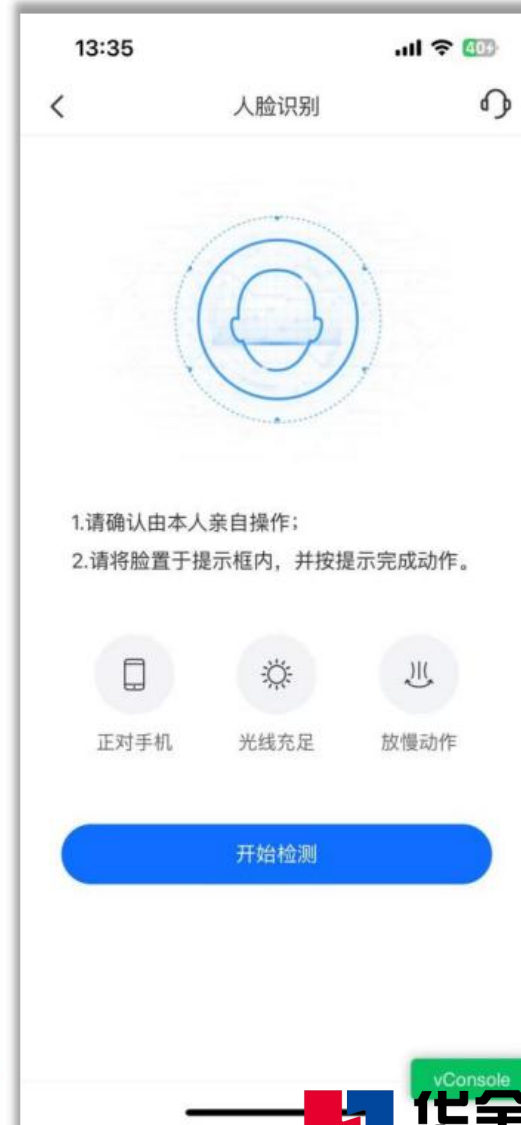 13:35
40
人脸识别
1.请确认由本人亲自操作；
2.请将脸置于提示框内，并按提示完成动作。
正对手机
光线充足
放慢动作
开始检测
vConsole